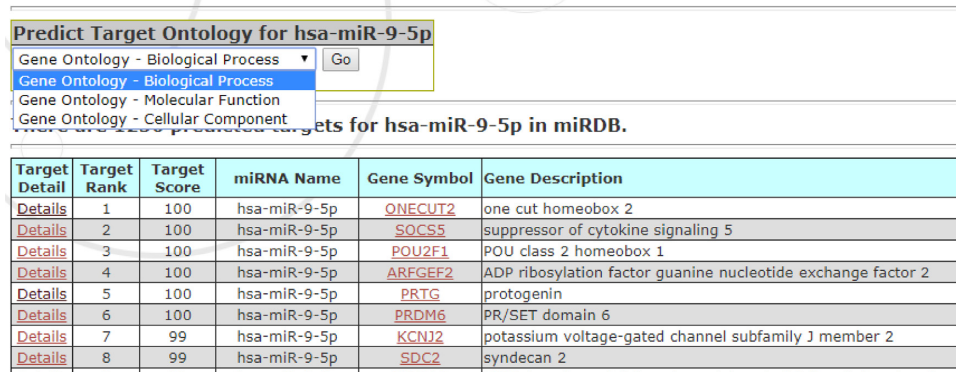 Predict Target Ontology for hsa-miR-9-5p
Gene Ontology - Biological Process ▼ Go
Gene Ontology - Biological Process
Gene Ontology - Molecular Function
Gene Ontology - Cellular Component
targets for hsa-miR-9-5p in miRDB.
Target Detail Target Rank Target Score miRNA Name Gene Symbol Gene Description
Details 1 100 hsa-miR-9-5p ONECUT2 one cut homeobox 2
Details 2 100 hsa-miR-9-5p SOCS5 suppressor of cytokine signaling 5
Details 3 100 hsa-miR-9-5p POU2F1 POU class 2 homeobox 1
Details 4 100 hsa-miR-9-5p ARFGEF2 ADP ribosylation factor guanine nucleotide exchange factor 2
Details 5 100 hsa-miR-9-5p PRTG protogenin
Details 6 100 hsa-miR-9-5p PRDM6 PR/SET domain 6
Details 7 99 hsa-miR-9-5p KCNJ2 potassium voltage-gated channel subfamily J member 2
Details 8 99 hsa-miR-9-5p SDC2 syndecan 2